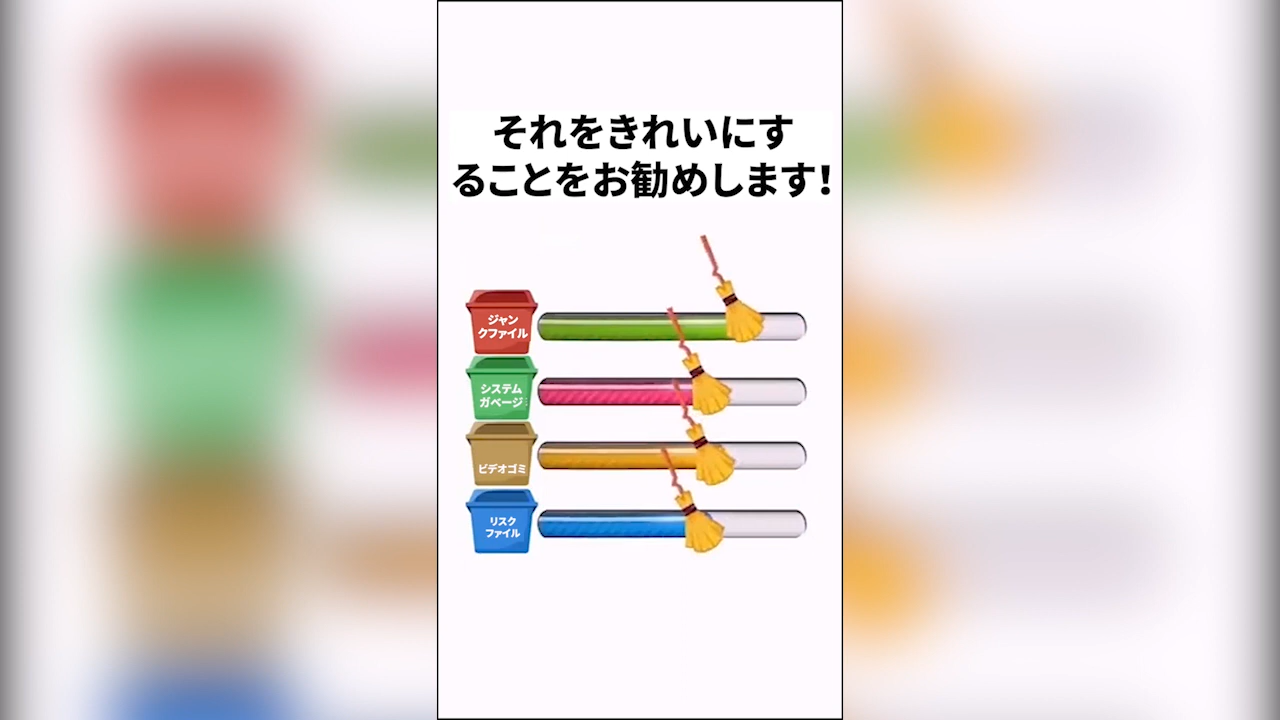 それをきれいにす
ることをお勧めします!
ジャン
クファイル
システム
ガベージ
ビデオゴミ
リスク
ファイル